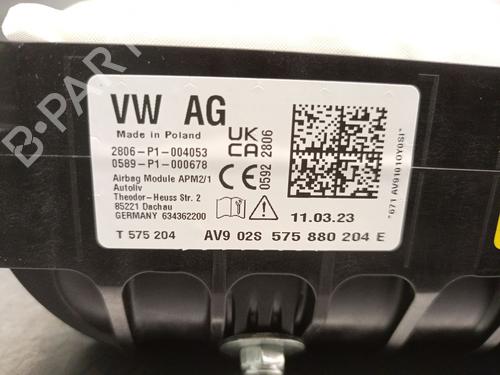 VW AG
Made in Poland
2806-P1-004053
0589-P1-000678
Airbag Module APM2/1
Autoliv
Theodor-Heuss Str. 2
85221 Dachau
GERMANY 634362200
UK
CA
0592 2806
11.03.23
T 575 204
AV9 02S 575 880 204 E
B-PARTS